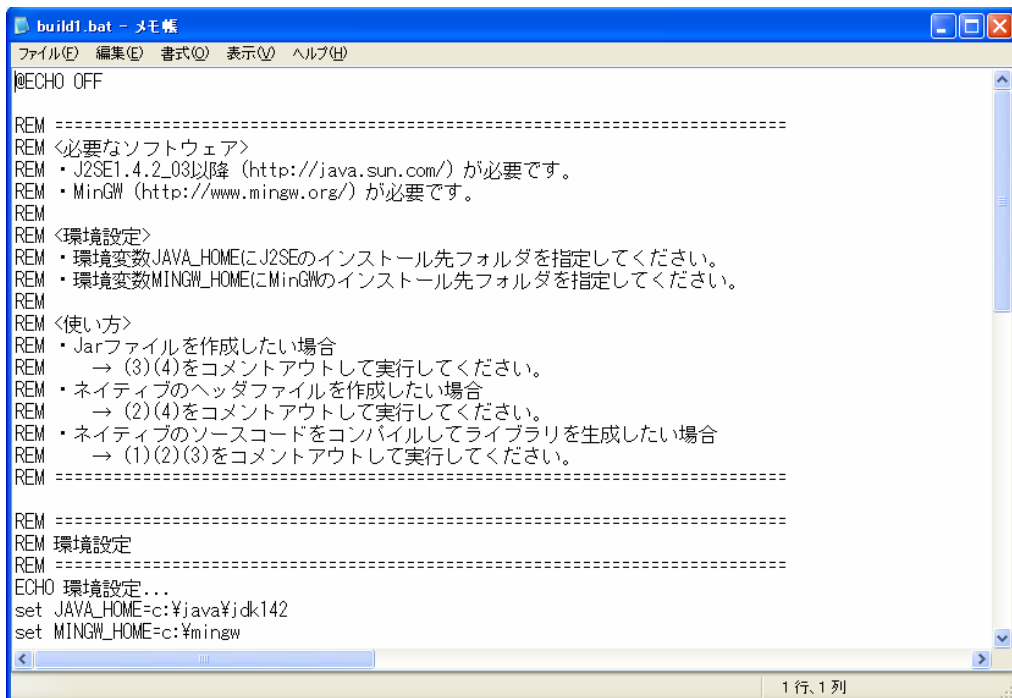 build1.bat - メモ帳
ファイル(F) 編集(E) 書式(O) 表示(V) ヘルプ(H)
@ECHO OFF
REM ===========================================================================
REM <必要なソフトウェア>
REM ・J2SE1.4.2_03以降 (http://java.sun.com/) が必要です。
REM ・MinGW (http://www.mingw.org/) が必要です。
REM
REM <環境設定>
REM ・環境変数JAVA_HOMEにJ2SEのインストール先フォルダを指定してください。
REM ・環境変数MINGW_HOMEにMinGWのインストール先フォルダを指定してください。
REM
REM <使い方>
REM ・Jarファイルを作成したい場合
REM → (3)(4)をコメントアウトして実行してください。
REM ・ネイティブのヘッダファイルを作成したい場合
REM → (2)(4)をコメントアウトして実行してください。
REM ・ネイティブのソースコードをコンパイルしてライブラリを生成したい場合
REM → (1)(2)(3)をコメントアウトして実行してください。
REM ===========================================================================
REM ===========================================================================
REM 環境設定
REM ===========================================================================
ECHO 環境設定...
set JAVA_HOME=c:¥java¥jdk142
set MINGW_HOME=c:¥mingw
1行、1列